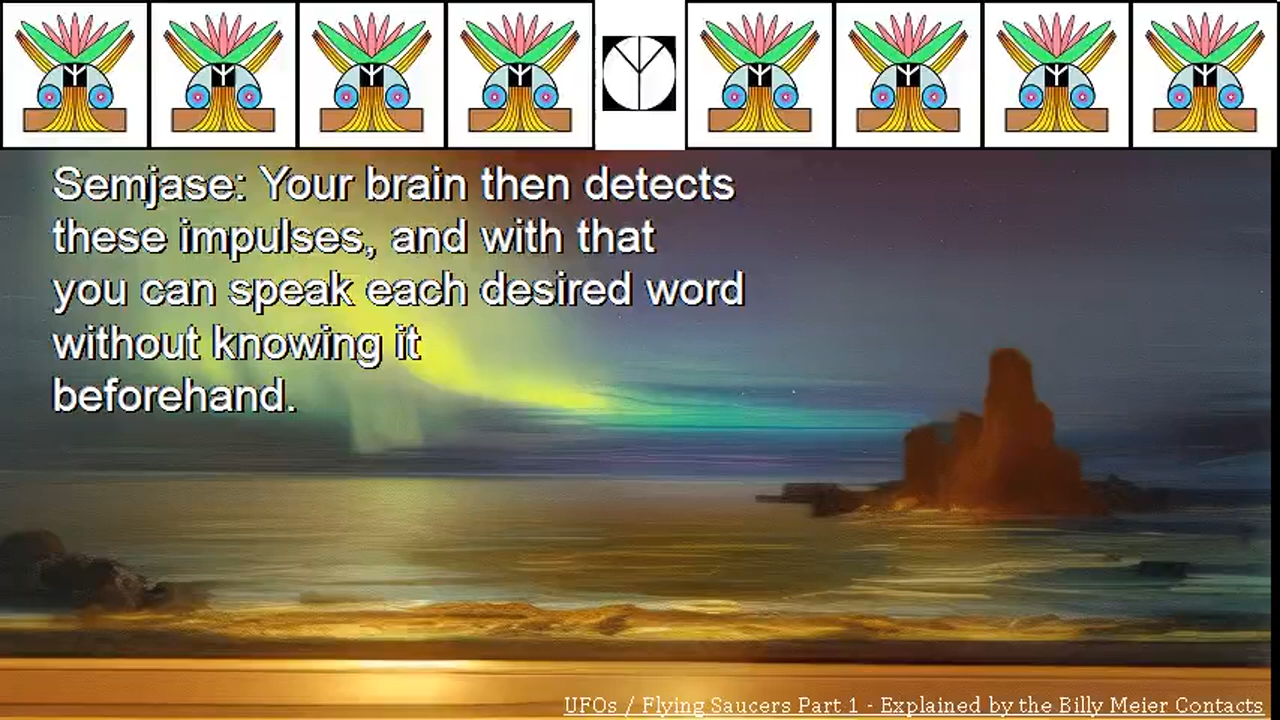 Semjase: Your brain then detects
these impulses, and with that
you can speak each desired word
without knowing it
beforehand.
UFOs / Flying Saucers Part 1 - Explained by the Billy Meier Contacts